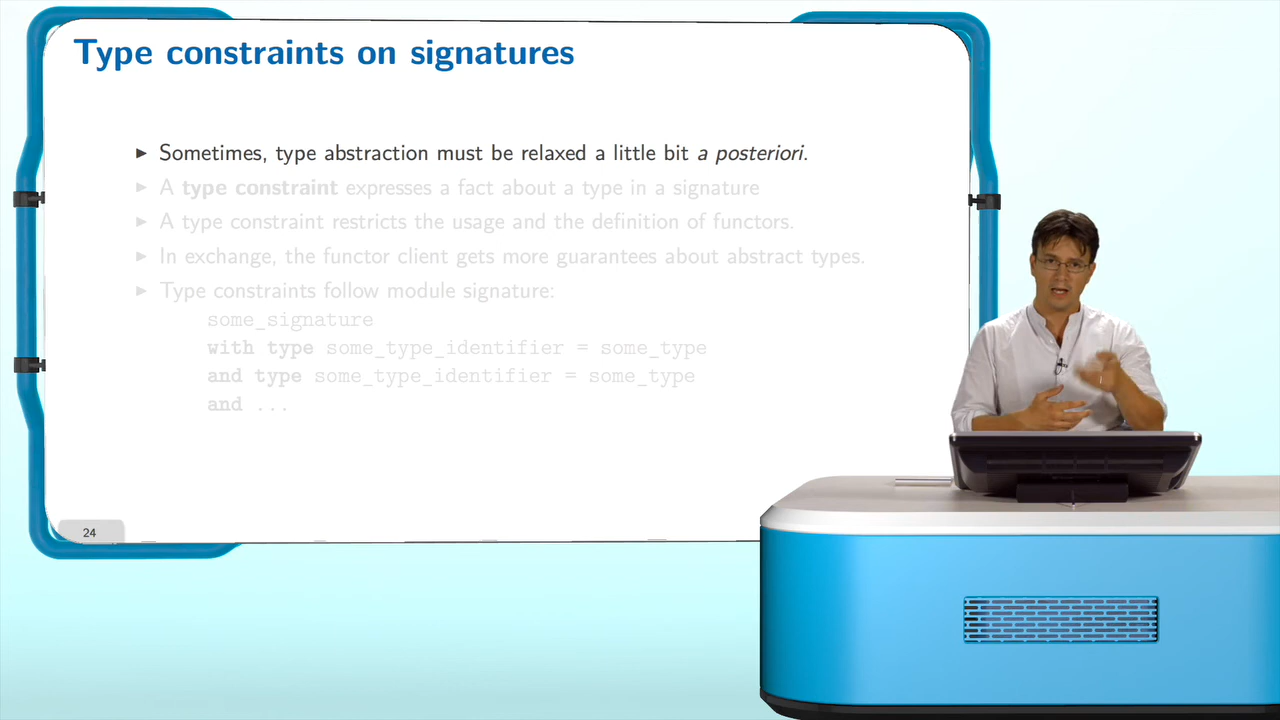 Type constraints on signatures
▶ Sometimes, type abstraction must be relaxed a little bit a posteriori.
▶ A type constraint expresses a fact about a type in a signature
▶ A type constraint restricts the usage and the definition of functors.
▶ In exchange, the functor client gets more guarantees about abstract types.
▶ Type constraints follow module signature:
some_signature
with type some_type_identifier = some_type
and type some_type_identifier = some_type
and ...
24